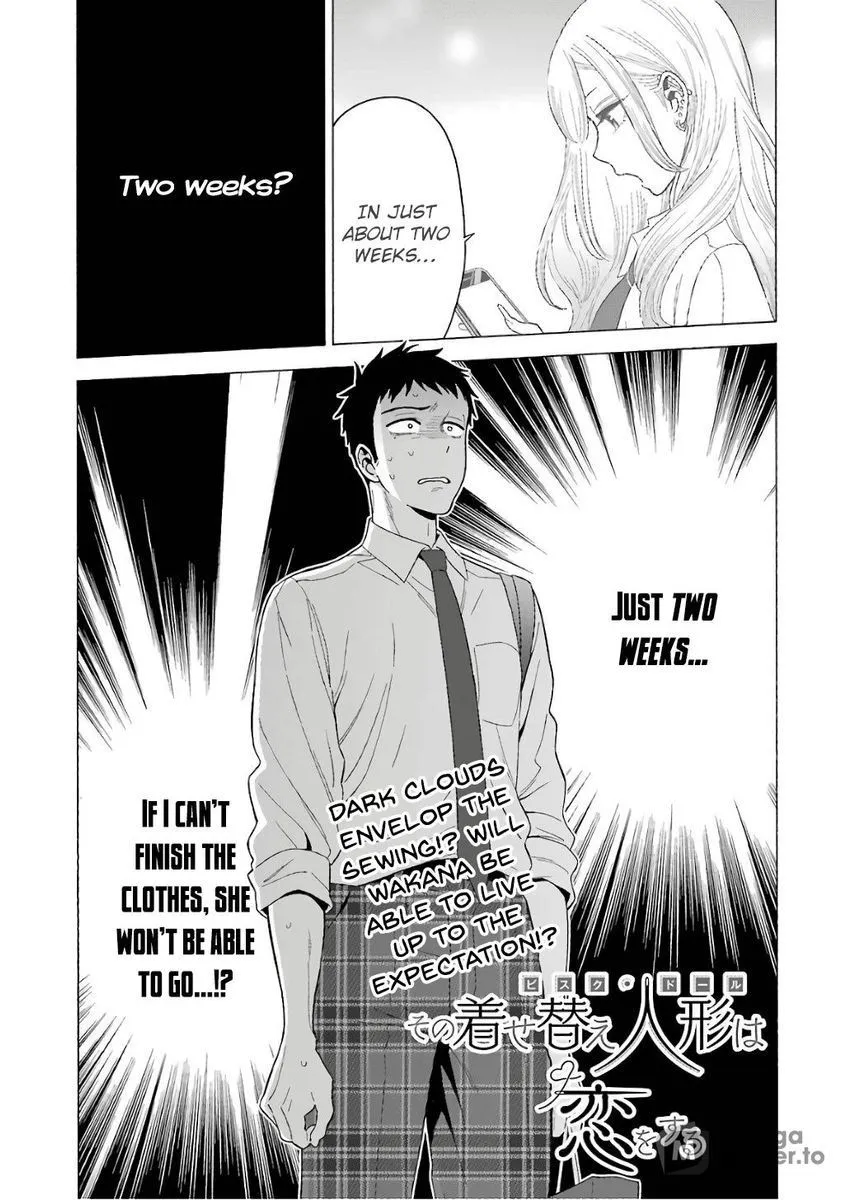 IN JUST
ABOUT TWO
WEEKS...
TWO WEEKS?
JUST TWO
WEEKS...
IF I CAN'T
FINISH THE
CLOTHES, SHE
WON'T BE ABLE
TO GO...!?
DARK CLOUDS
ENVELOP THE
SEWING!? WILL
WAKANA BE
ABLE TO LIVE
UP TO THE
EXPECTATION!?
ビスク・ドール
その着せ替え人形は
恋をする